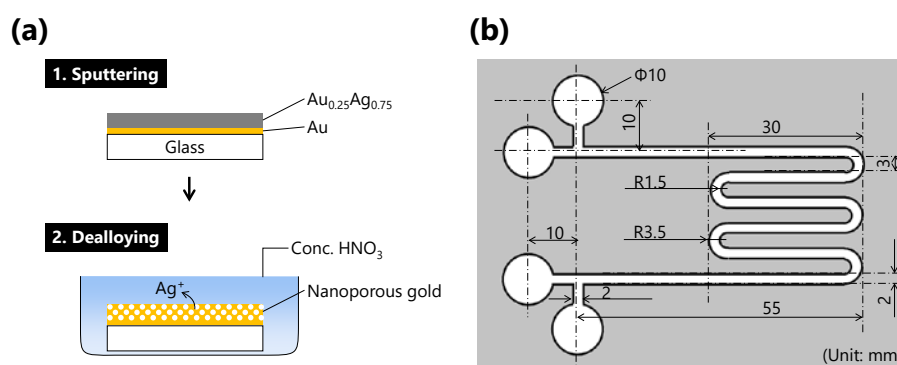 (a)
1. Sputtering
Au0.25Ag0.75
Au
Glass
2. Dealloying
Conc. HNO3
Ag+
Nanoporous gold
(b)
Φ10
10
30
3
R1.5
R3.5
10
2
2
55
(Unit: mm